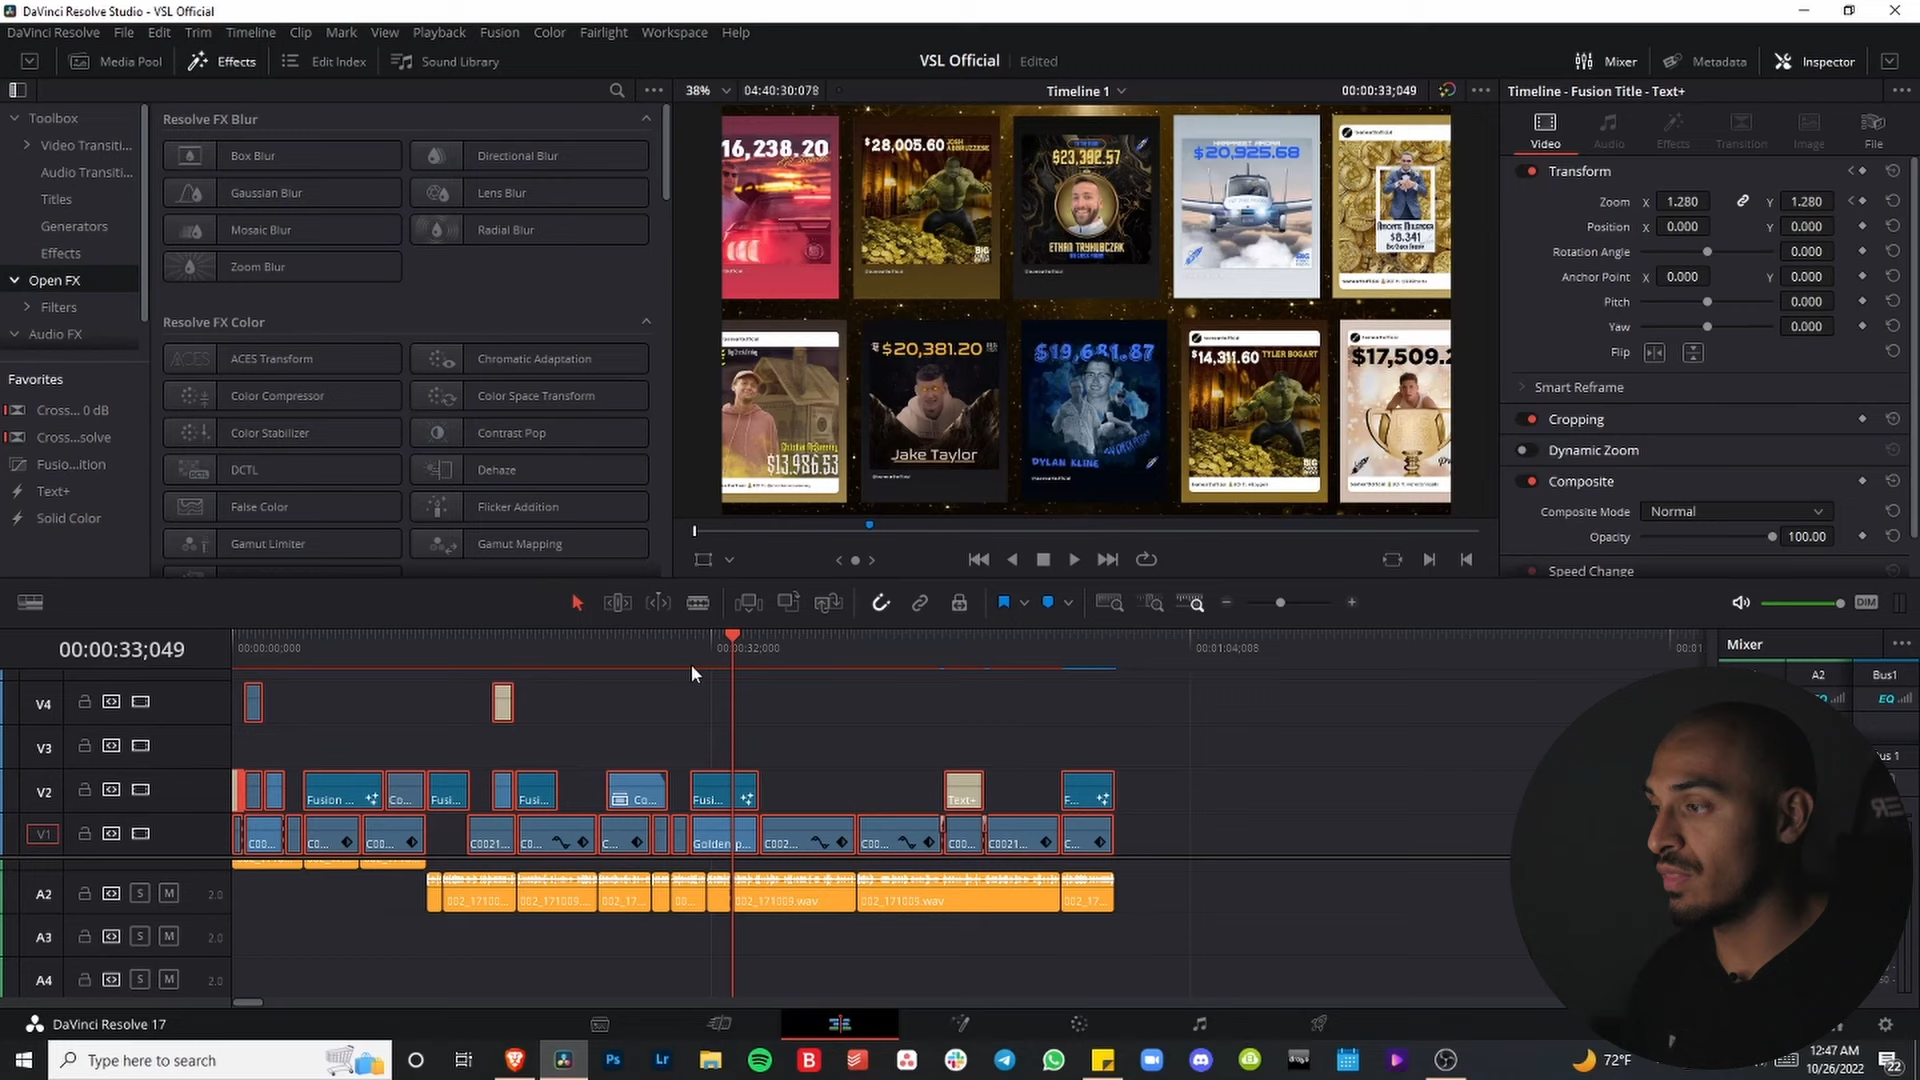 DaVinci Resolve Studio - VSL Official
DaVinci Resolve File Edit Trim Timeline Clip Mark View Playback Fusion Color Fairlight Workspace Help
Media Pool Effects Edit Index Sound Library
VSL Official Edited
Mixer Metadata Inspector
38% 04:40:30:078 Timeline 1 00:00:33;049
Timeline - Fusion Title - Text+
Toolbox
Video Transiti...
Audio Transiti...
Titles
Generators
Effects
Open FX
Filters
Audio FX
Favorites
Cross... 0 dB
Cross...solve
Fusio...ition
Text+
Solid Color
Resolve FX Blur
Box Blur Directional Blur
Gaussian Blur Lens Blur
Mosaic Blur Radial Blur
Zoom Blur
Resolve FX Color
ACES Transform Chromatic Adaptation
Color Compressor Color Space Transform
Color Stabilizer Contrast Pop
DCTL Dehaze
False Color Flicker Addition
Gamut Limiter Gamut Mapping
16,238.20
$28,005.60
$23,392.57
ETHAN TRYHUBCZAK
$20,925.68
$8,341
$13,986.53
$20,381.20
Jake Taylor
$19,681.87
DYLAN KLINE
$14,311.60 TYLER BOGART
$17,509.2
Video Audio Effects Transition Image File
Transform
Zoom X 1.280 Y 1.280
Position X 0.000 Y 0.000
Rotation Angle 0.000
Anchor Point X 0.000 Y 0.000
Pitch 0.000
Yaw 0.000
Flip
Smart Reframe
Cropping
Dynamic Zoom
Composite
Composite Mode Normal
Opacity 100.00
Speed Change
DIM
00:00:33;049
00:00:00;000 00:00:32;000 00:01:04;008 00:01
Mixer
A2 Bus1
EQ
V4
V3
V2
Fusion ... Co... Fusi... Fusi... Co... Fusi... Text+ F...
V1
C00... C0... C00... C0021... C0... C... Golden p... C002... C00... C00... C0021... C...
A2 S M 2.0
002_17100... 002_171009.... 002_17... 00... 002_171009.wav 002_171009.wav 002_17...
A3 S M 2.0
A4 S M 2.0
DaVinci Resolve 17
Type here to search
72°F
12:47 AM
10/26/2022
22